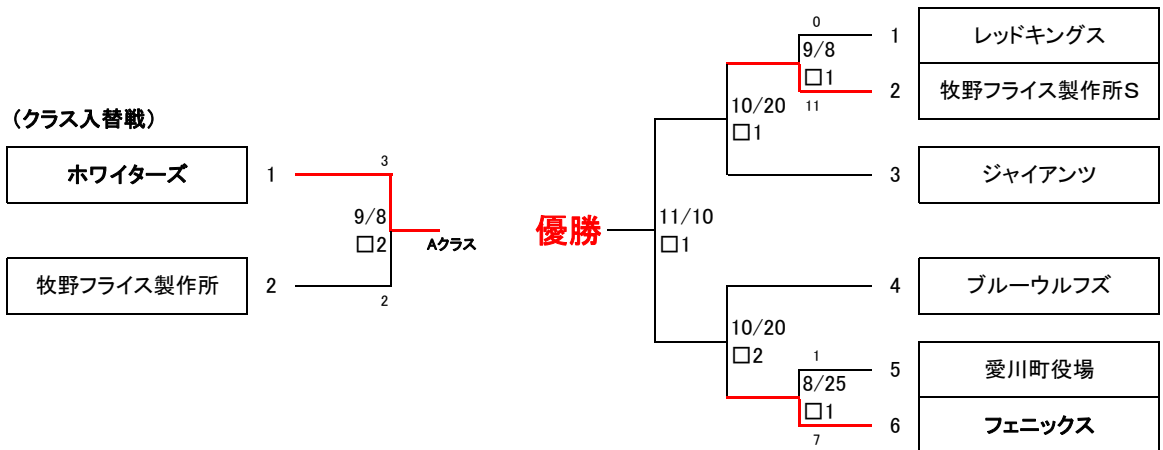 (クラス入替戦)
ホワイターズ
1
3
9/8
□2
Aクラス
牧野フライス製作所
2
2
優勝
11/10
□1
0
1
レッドキングス
9/8
□1
2
牧野フライス製作所S
11
10/20
□1
3
ジャイアンツ
4
ブルーウルフズ
10/20
□2
1
5
愛川町役場
8/25
□1
6
フェニックス
7